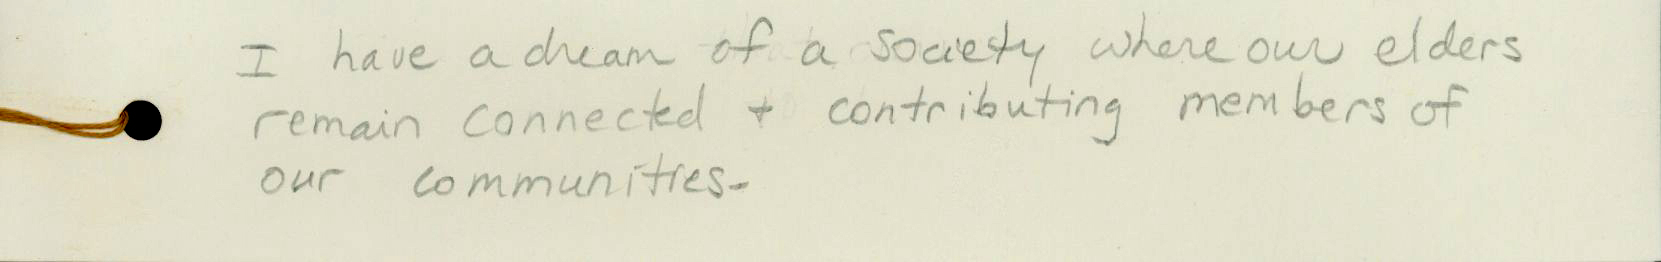 I have a dream of a society where our elders
remain connected + contributing members of
our communities-